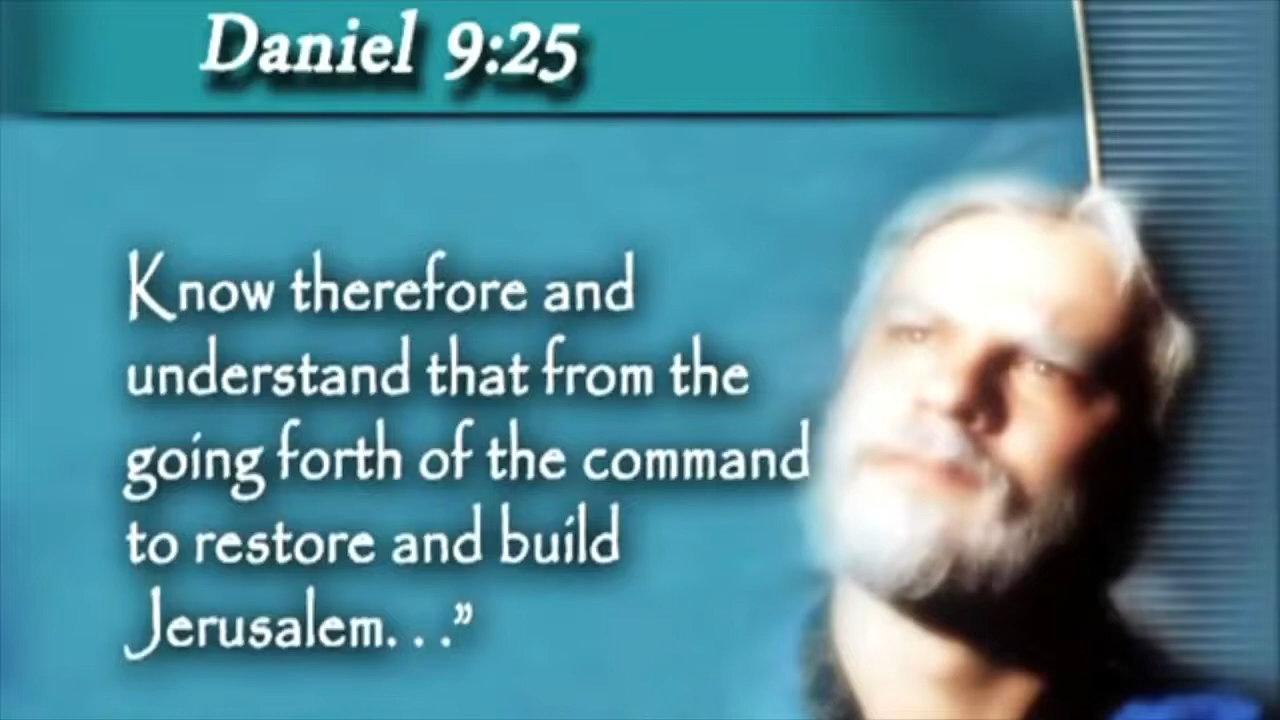 Daniel 9:25
Know therefore and
understand that from the
going forth of the command
to restore and build
Jerusalem. . .”